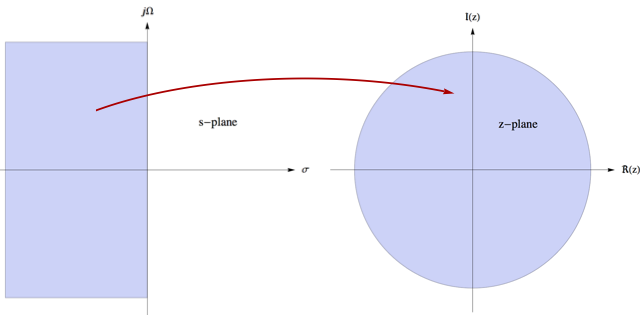 jΩ
I(z)
s−plane
z−plane
σ
R(z)